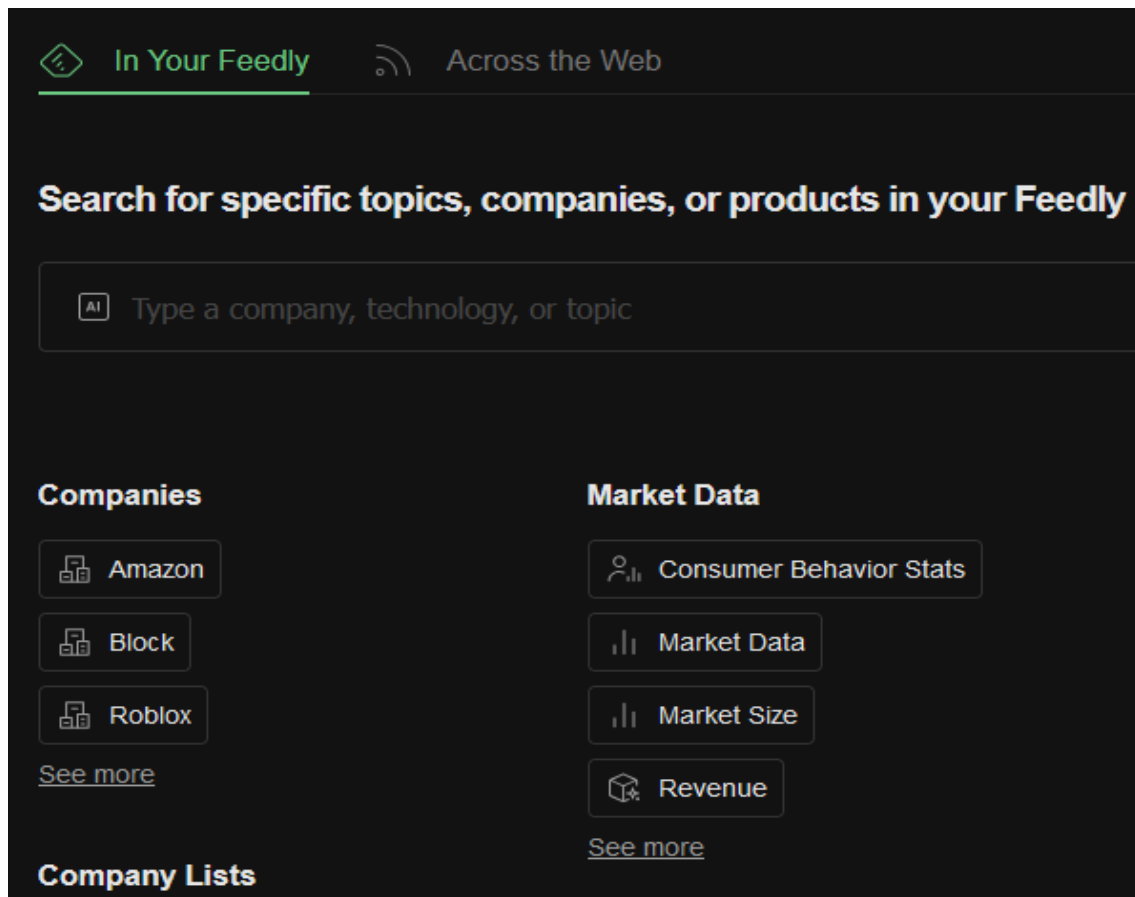 In Your Feedly
Across the Web
Search for specific topics, companies, or products in your Feedly
AI
Type a company, technology, or topic
Companies
Amazon
Block
Roblox
See more
Company Lists
Market Data
Consumer Behavior Stats
Market Data
Market Size
Revenue
See more